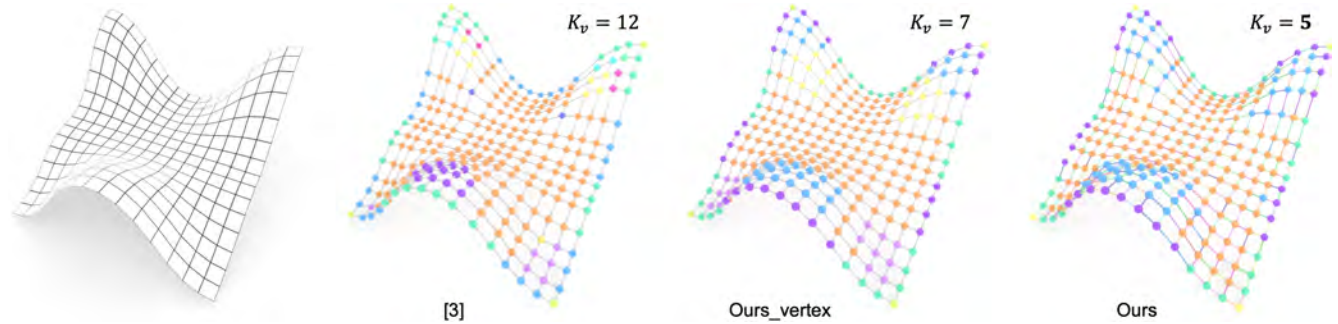 K_v = 12
K_v = 7
K_v = 5
[3]
Ours_vertex
Ours